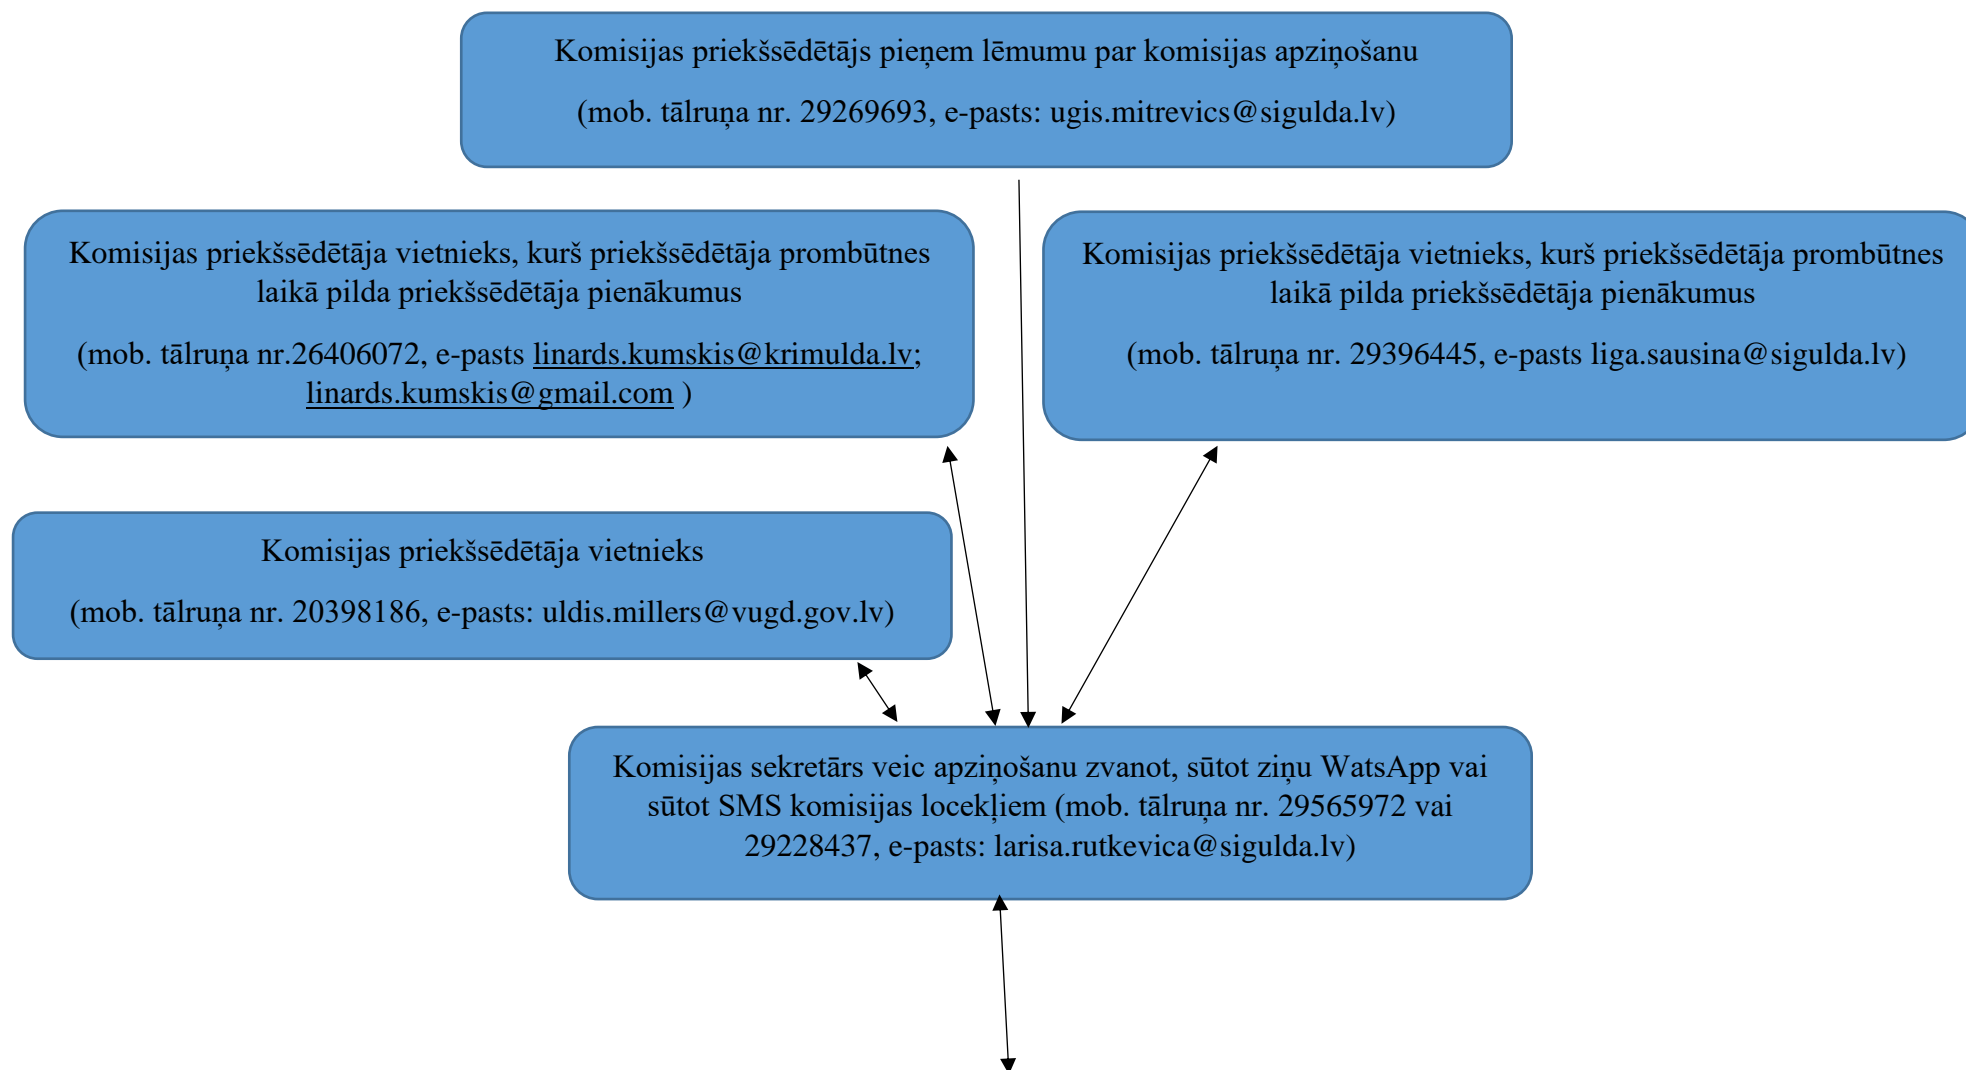 Komisijas priekšsēdētājs pieņem lēmumu par komisijas apziņošanu
(mob. tālruņa nr. 29269693, e-pasts: ugis.mitrevics@sigulda.lv)
Komisijas priekšsēdētāja vietnieks, kurš priekšsēdētāja prombūtnes
laikā pilda priekšsēdētāja pienākumus
(mob. tālruņa nr.26406072, e-pasts linards.kumskis@krimulda.lv;
linards.kumskis@gmail.com )
Komisijas priekšsēdētāja vietnieks, kurš priekšsēdētāja prombūtnes
laikā pilda priekšsēdētāja pienākumus
(mob. tālruņa nr. 29396445, e-pasts liga.sausina@sigulda.lv)
Komisijas priekšsēdētāja vietnieks
(mob. tālruņa nr. 20398186, e-pasts: uldis.millers@vugd.gov.lv)
Komisijas sekretārs veic apziņošanu zvanot, sūtot ziņu WatsApp vai
sūtot SMS komisijas locekļiem (mob. tālruņa nr. 29565972 vai
29228437, e-pasts: larisa.rutkevica@sigulda.lv)